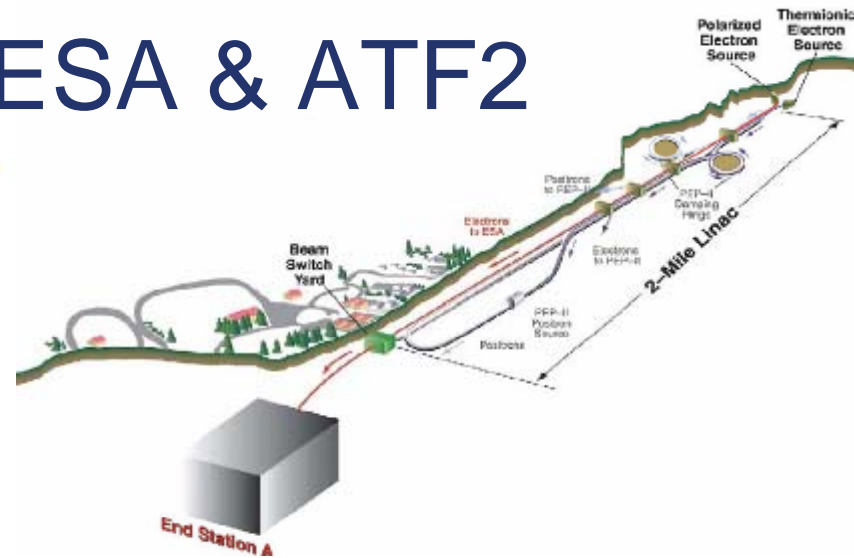 ESA & ATF2
Thermionic
Electron
Source
Polarized
Electron
Source
Positrons
to PEP-II
PEP-II
Damping
Rings
Electrons
to ESA
Electrons
to PEP-II
2-Mile Linac
Beam
Switch
Yard
PEP-II
Positron
Source
Positrons
End Station A